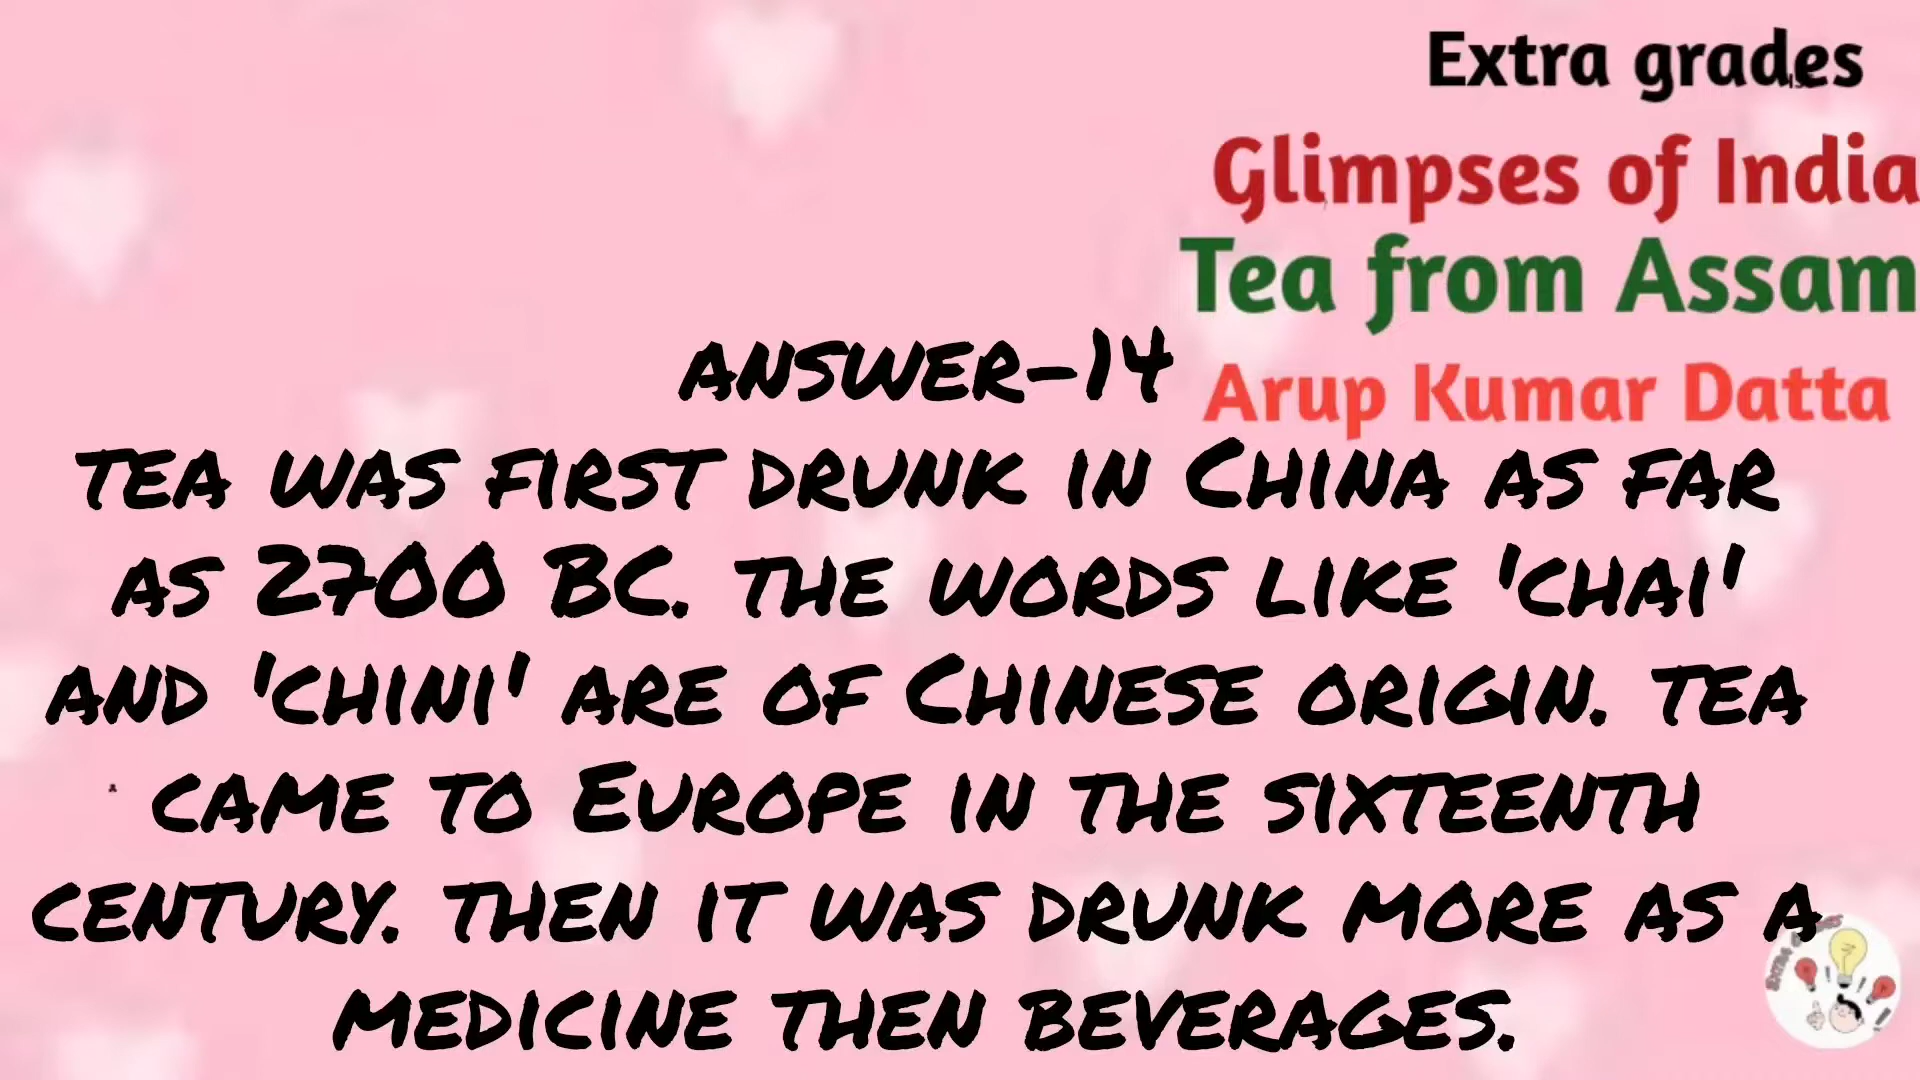 Extra grades
Glimpses of India
Tea from Assam
Arup Kumar Datta
ANSWER-14
TEA WAS FIRST DRUNK IN CHINA AS FAR
AS 2700 BC. THE WORDS LIKE 'CHAI'
AND 'CHINI' ARE OF CHINESE ORIGIN. TEA
CAME TO EUROPE IN THE SIXTEENTH
CENTURY. THEN IT WAS DRUNK MORE AS A
MEDICINE THEN BEVERAGES.